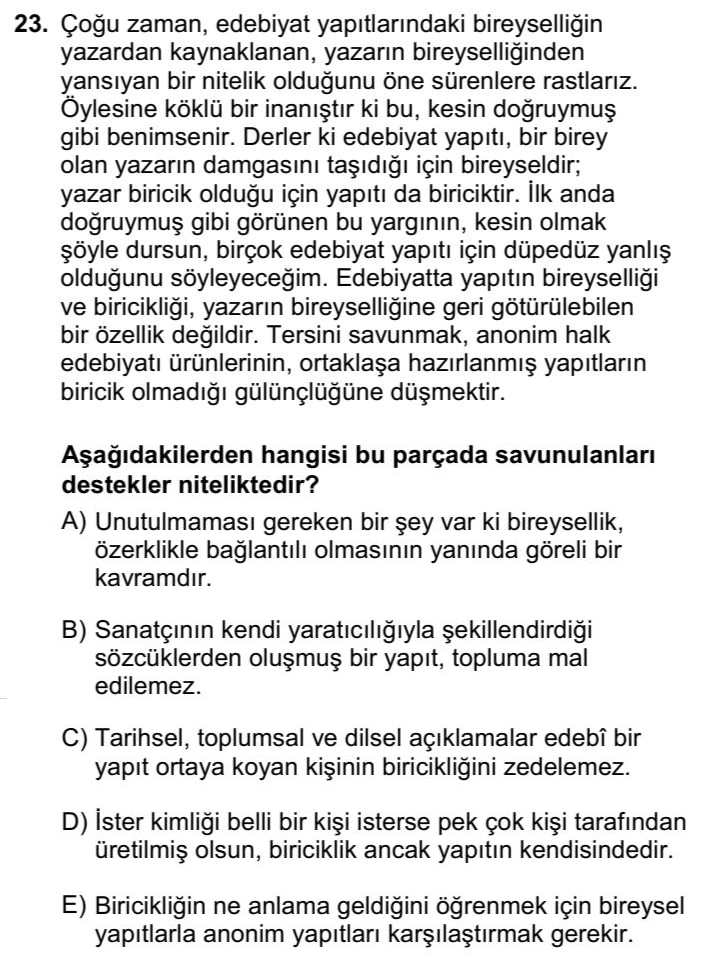 23. Çoğu zaman, edebiyat yapıtlarındaki bireyselliğin
yazardan kaynaklanan, yazarın bireyselliğinden
yansıyan bir nitelik olduğunu öne sürenlere rastlarız.
Öylesine köklü bir inanıştır ki bu, kesin doğruymuş
gibi benimsenir. Derler ki edebiyat yapıtı, bir birey
olan yazarın damgasını taşıdığı için bireyseldir;
yazar biricik olduğu için yapıtı da biriciktir. İlk anda
doğruymuş gibi görünen bu yargının, kesin olmak
şöyle dursun, birçok edebiyat yapıtı için düpedüz yanlış
olduğunu söyleyeceğim. Edebiyatta yapıtın bireyselliği
ve biricikliği, yazarın bireyselliğine geri götürülebilen
bir özellik değildir. Tersini savunmak, anonim halk
edebiyatı ürünlerinin, ortaklaşa hazırlanmış yapıtların
biricik olmadığı gülünçlüğüne düşmektir.
Aşağıdakilerden hangisi bu parçada savunulanları
destekler niteliktedir?
A) Unutulmaması gereken bir şey var ki bireysellik,
özerklikle bağlantılı olmasının yanında göreli bir
kavramdır.
B) Sanatçının kendi yaratıcılığıyla şekillendirdiği
sözcüklerden oluşmuş bir yapıt, topluma mal
edilemez.
C) Tarihsel, toplumsal ve dilsel açıklamalar edebî bir
yapıt ortaya koyan kişinin biricikliğini zedelemez.
D) İster kimliği belli bir kişi isterse pek çok kişi tarafından
üretilmiş olsun, biriciklik ancak yapıtın kendisindedir.
E) Biricikliğin ne anlama geldiğini öğrenmek için bireysel
yapıtlarla anonim yapıtları karşılaştırmak gerekir.